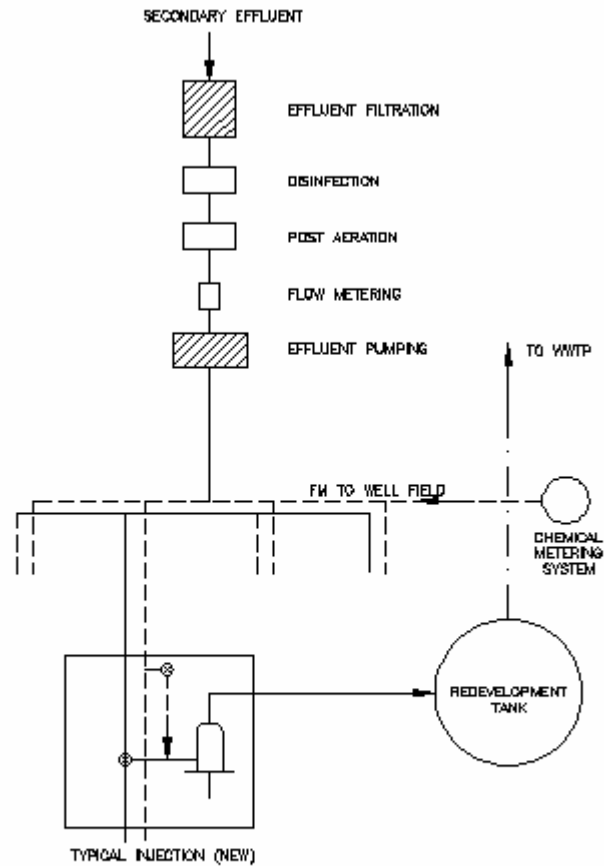 SECONDARY EFFLUENT
EFFLUENT FILTRATION
DISINFECTION
POST AERATION
FLOW METERING
EFFLUENT PUMPING
TO WWTP
FM TO WELL FIELD
CHEMICAL
METERING
SYSTEM
REDEVELOPMENT
TANK
TYPICAL INJECTION (NEW)